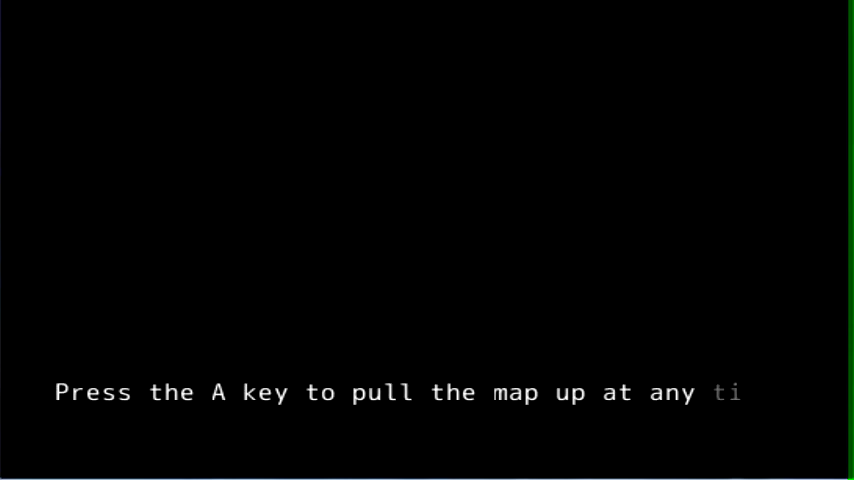 Press the A key to pull the map up at any ti